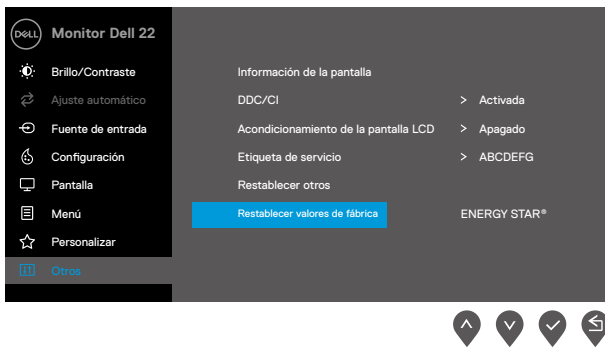 DELL Monitor Dell 22
Brillo/Contraste
Información de la pantalla
Ajuste automático
DDC/CI > Activada
Fuente de entrada
Acondicionamiento de la pantalla LCD > Apagado
Configuración
Etiqueta de servicio > ABCDEFG
Pantalla
Restablecer otros
Menú
Restablecer valores de fábrica ENERGY STAR®
Personalizar
Otros